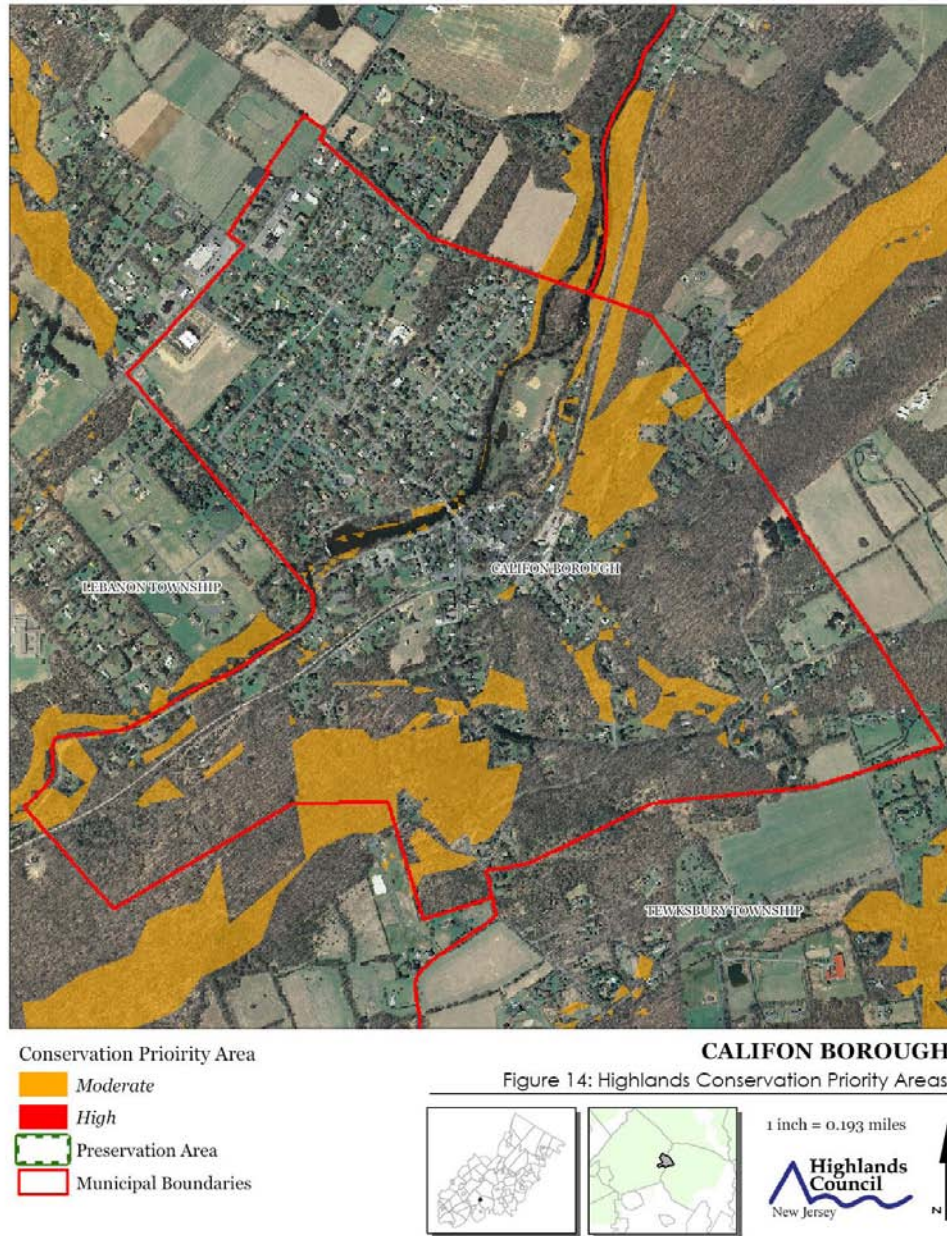 LEBANON TOWNSHIP
CALIFON BOROUGH
TEWKSBURY TOWNSHIP
Conservation Prioirity Area
Moderate
High
Preservation Area
Municipal Boundaries
CALIFON BOROUGH
Figure 14: Highlands Conservation Priority Areas
1 inch = 0.193 miles
Highlands
Council
New Jersey
N